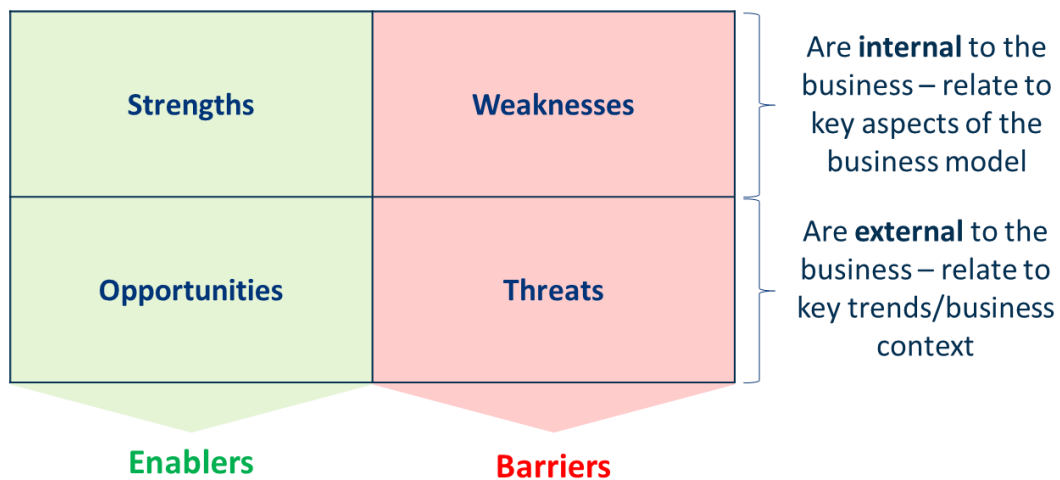 Strengths
Weaknesses
Are internal to the
business – relate to
key aspects of the
business model
Opportunities
Threats
Are external to the
business – relate to
key trends/business
context
Enablers
Barriers